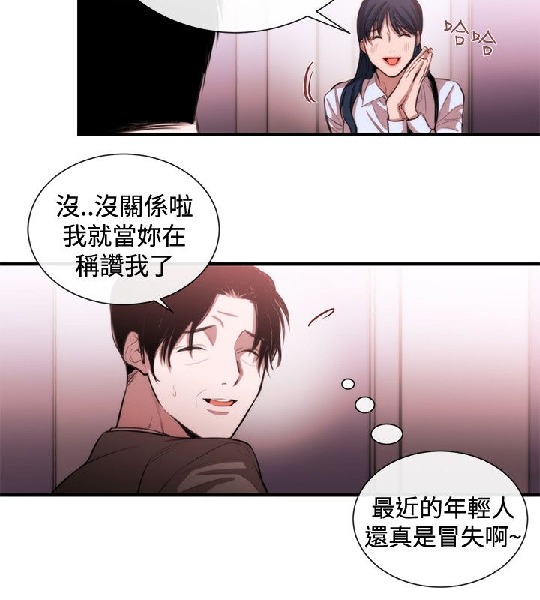 哈哈
沒..沒關係啦
我就當妳在
稱讚我了
最近的年輕人
還真是冒失啊~